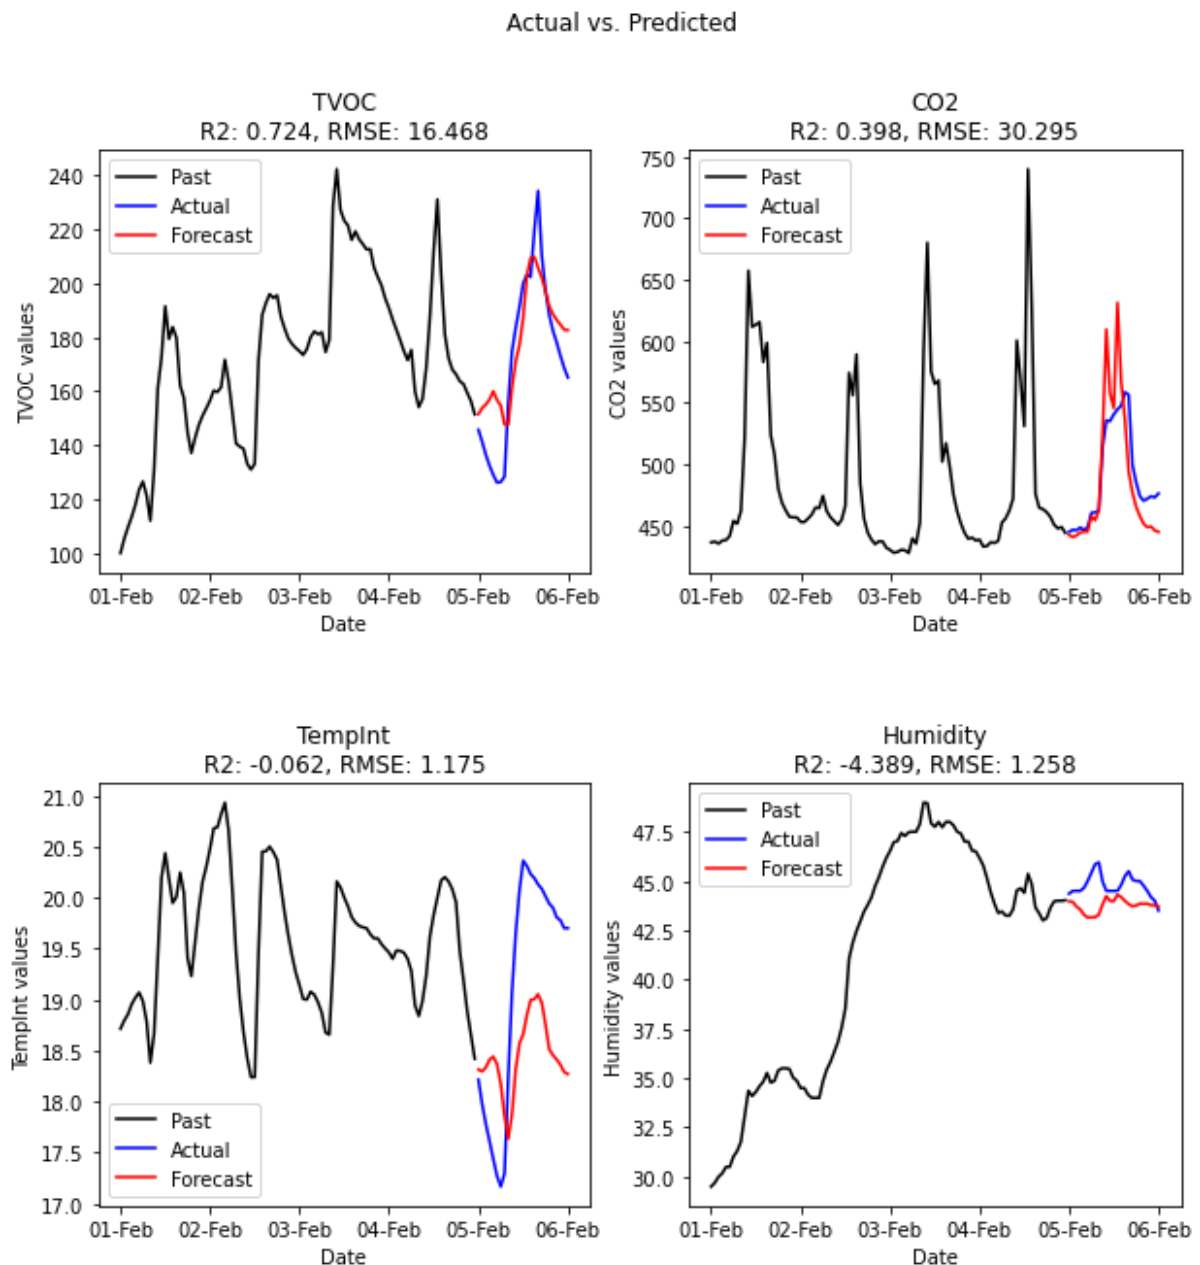 Actual vs. Predicted
TVOC
R2: 0.724, RMSE: 16.468
Past
Actual
Forecast
240
220
200
180
160
140
120
100
TVOC values
01-Feb 02-Feb 03-Feb 04-Feb 05-Feb 06-Feb
Date
CO2
R2: 0.398, RMSE: 30.295
Past
Actual
Forecast
750
700
650
600
550
500
450
CO2 values
01-Feb 02-Feb 03-Feb 04-Feb 05-Feb 06-Feb
Date
TempInt
R2: -0.062, RMSE: 1.175
21.0
20.5
20.0
19.5
19.0
18.5
18.0
17.5
17.0
TempInt values
Past
Actual
Forecast
01-Feb 02-Feb 03-Feb 04-Feb 05-Feb 06-Feb
Date
Humidity
R2: -4.389, RMSE: 1.258
Past
Actual
Forecast
47.5
45.0
42.5
40.0
37.5
35.0
32.5
30.0
Humidity values
01-Feb 02-Feb 03-Feb 04-Feb 05-Feb 06-Feb
Date